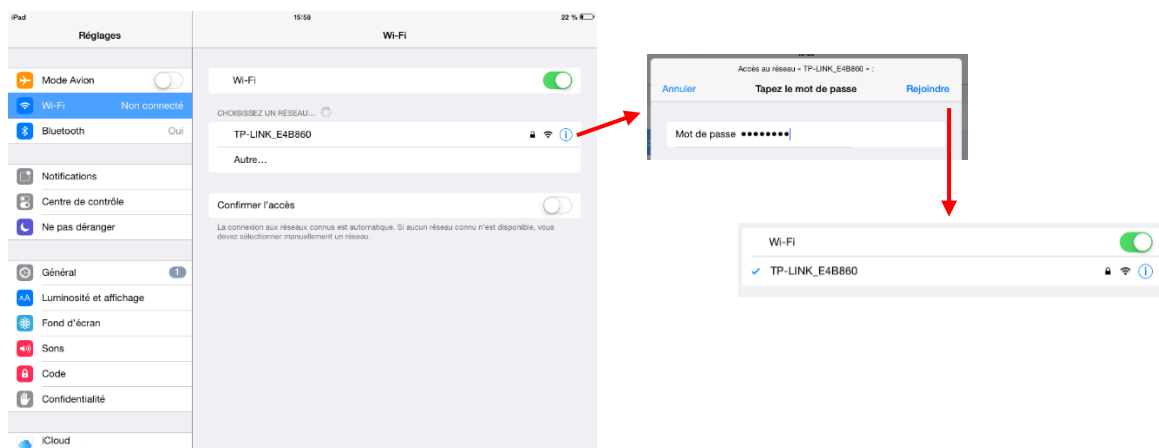 iPad
15:58
22 %
Réglages
Wi-Fi
Mode Avion
Wi-Fi
Non connecté
Bluetooth
Oui
Notifications
Centre de contrôle
Ne pas déranger
Général
1
AA Luminosité et affichage
Fond d'écran
Sons
Code
Confidentialité
iCloud
Wi-Fi
CHOISISSEZ UN RÉSEAU...
TP-LINK_E4B860
Autre...
Confirmer l'accès
La connexion aux réseaux connus est automatique. Si aucun réseau connu n'est disponible, vous
devez sélectionner manuellement un réseau.
Accès au réseau « TP-LINK_E4B860 » :
Annuler
Tapez le mot de passe
Rejoindre
Mot de passe ••••••••
Wi-Fi
TP-LINK_E4B860